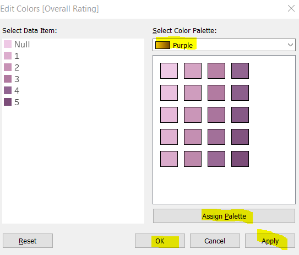 Edit Colors [Overall Rating]
Select Data Item:
Select Color Palette:
Null
Purple
1
2
3
4
5
Assign Palette
Reset
OK
Cancel
Apply